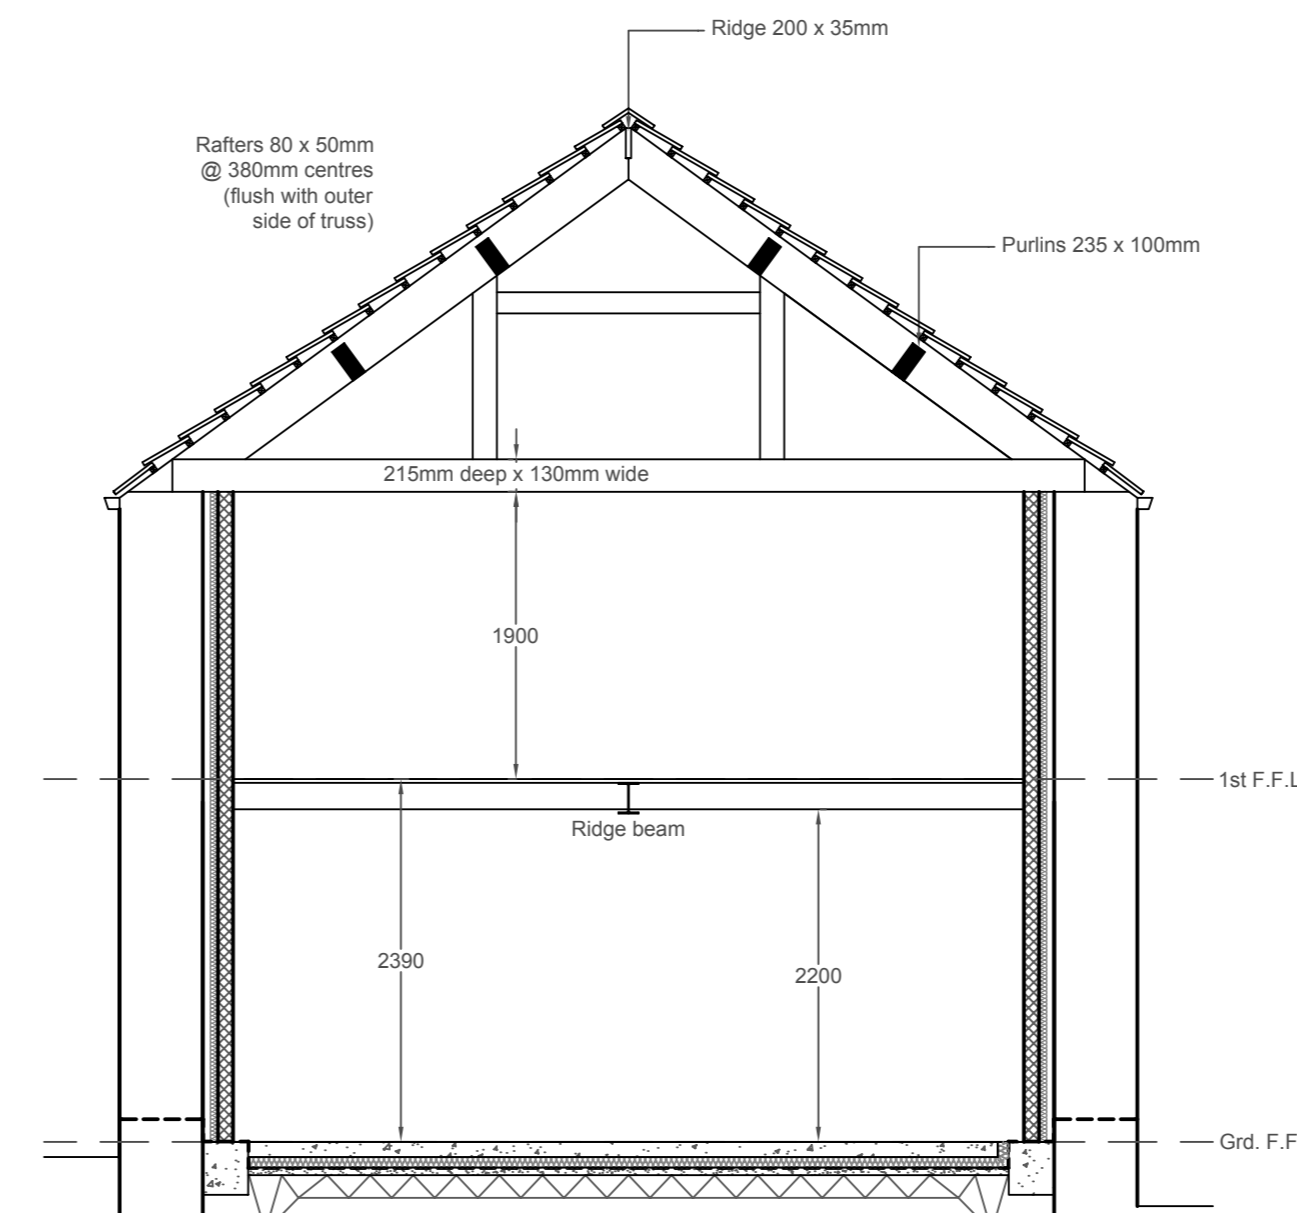 Ridge 200 x 35mm
Rafters 80 x 50mm
@ 380mm centres
(flush with outer
side of truss)
Purlins 235 x 100mm
215mm deep x 130mm wide
1900
1st F.F.L
Ridge beam
2390
2200
Grd. F.F